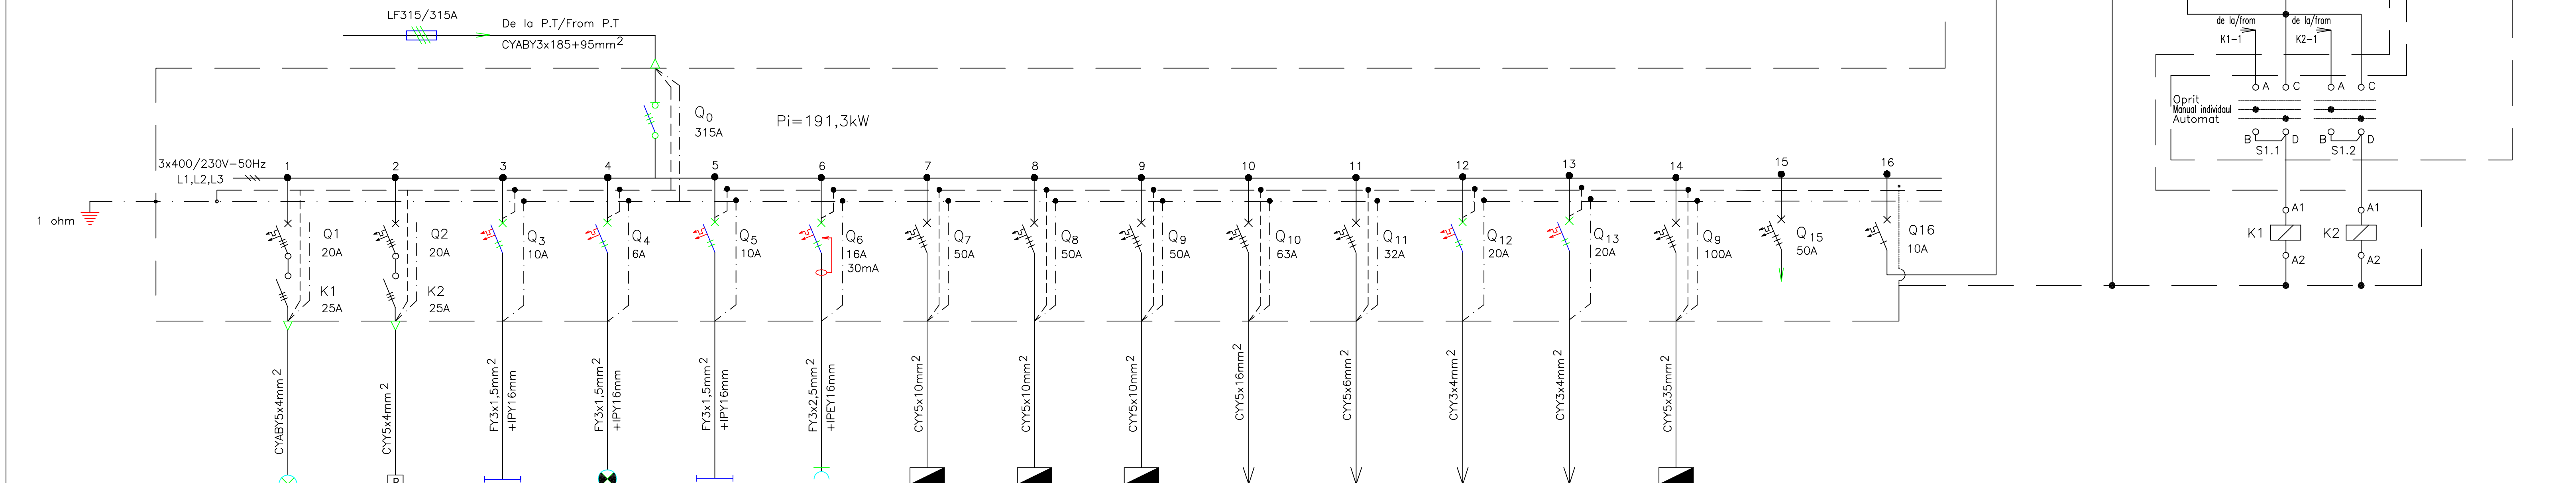 LF315/315A
De la P.T/From P.T
CYABY3x185+95mm²
Q0
315A
Pi=191,3kW
3x400/230V-50Hz
L1,L2,L3
1 ohm
1
2
3
4
5
6
7
8
9
10
11
12
13
14
15
16
Q1
20A
K1
25A
Q2
20A
K2
25A
Q3
10A
Q4
6A
Q5
10A
Q6
16A
30mA
Q7
50A
Q8
50A
Q9
50A
Q10
63A
Q11
32A
Q12
20A
Q13
20A
Q9
100A
Q15
50A
Q16
10A
CYABY5x4mm²
CYY5x4mm²
FY3x1,5mm²
+IPY16mm
FY3x1,5mm²
+IPY16mm
FY3x1,5mm²
+IPY16mm
FY3x2,5mm²
+IPEY16mm
CYY5x10mm²
CYY5x10mm²
CYY5x10mm²
CYY5x16mm²
CYY5x6mm²
CYY3x4mm²
CYY3x4mm²
CYY5x35mm²
de la/from
K1-1
de la/from
K2-1
A
C
A
C
Oprit
Manual individaul
Automat
B
D
B
D
S1.1
S1.2
A1
A1
K1
K2
A2
A2